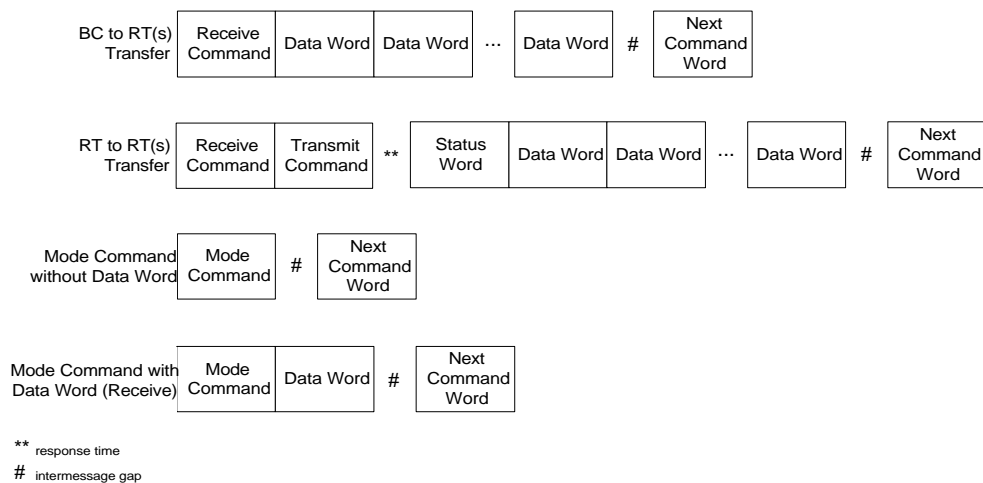 BC to RT(s)
Transfer
Receive
Command
Data Word
Data Word
...
Data Word
#
Next
Command
Word
RT to RT(s)
Transfer
Receive
Command
Transmit
Command
**
Status
Word
Data Word
Data Word
...
Data Word
#
Next
Command
Word
Mode Command
without Data Word
Mode
Command
#
Next
Command
Word
Mode Command with
Data Word (Receive)
Mode
Command
Data Word
#
Next
Command
Word
** response time
# intermessage gap